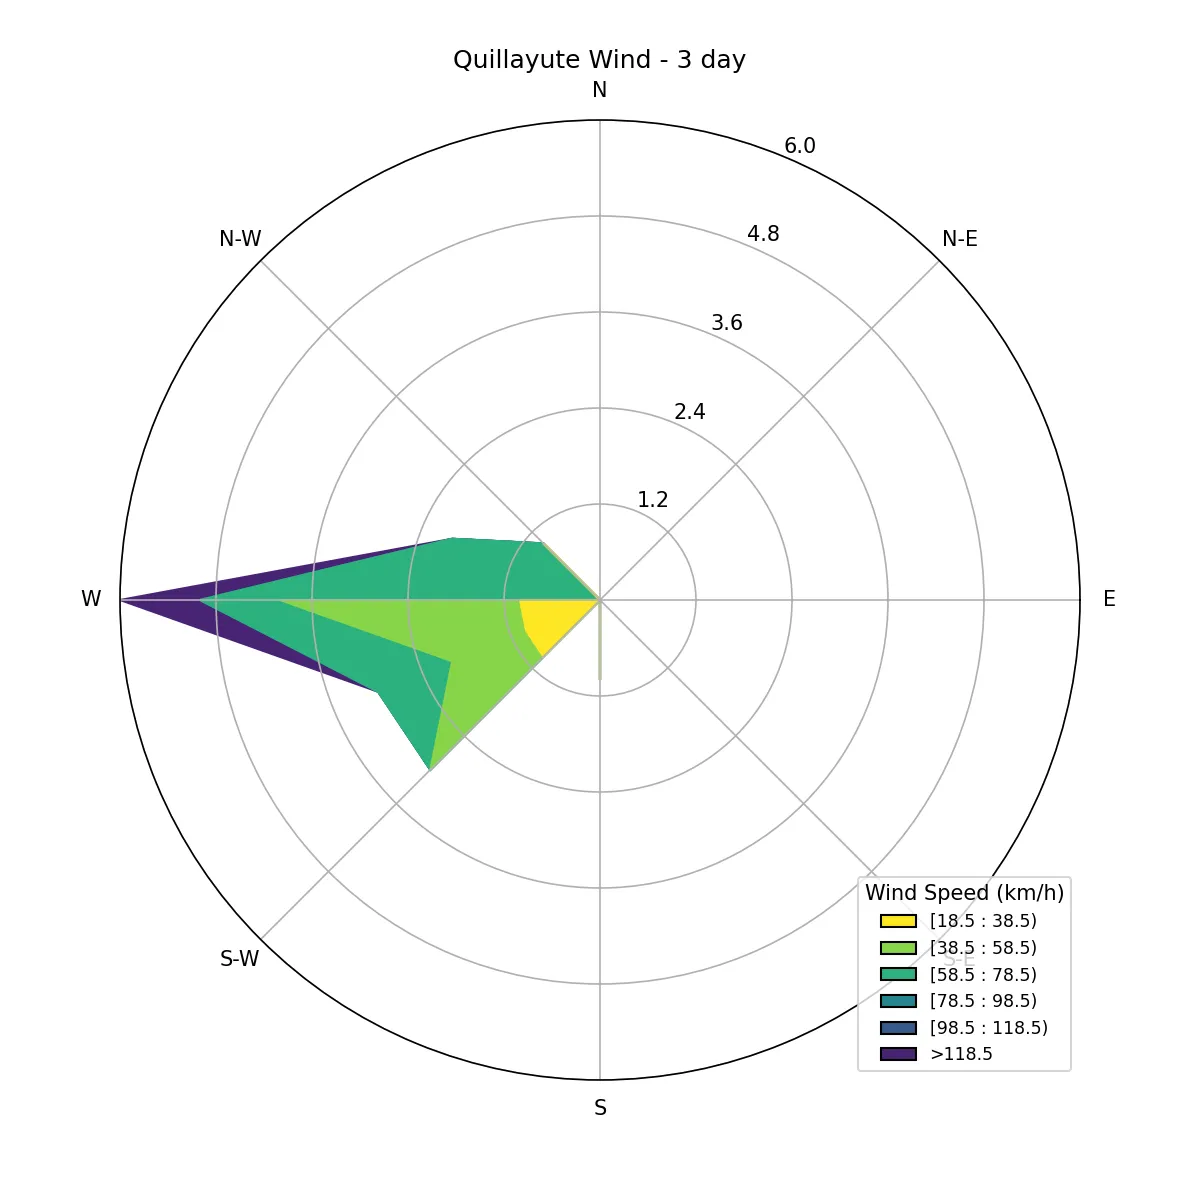 Quillayute Wind - 3 day
N
6.0
4.8
N-W
N-E
3.6
2.4
1.2
W
E
Wind Speed (km/h)
[18.5 : 38.5)
[38.5 : 58.5)
S-W
S-E
[58.5 : 78.5)
[78.5 : 98.5)
[98.5 : 118.5)
>118.5
S